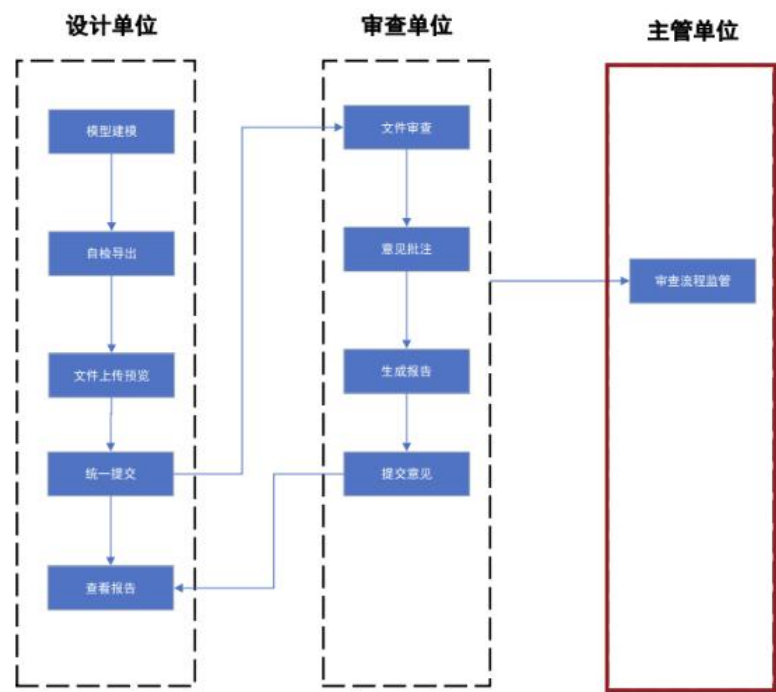 设计单位
模型建模
自检导出
文件上传预览
统一提交
查看报告
审查单位
文件审查
意见批注
生成报告
提交意见
主管单位
审查流程监管